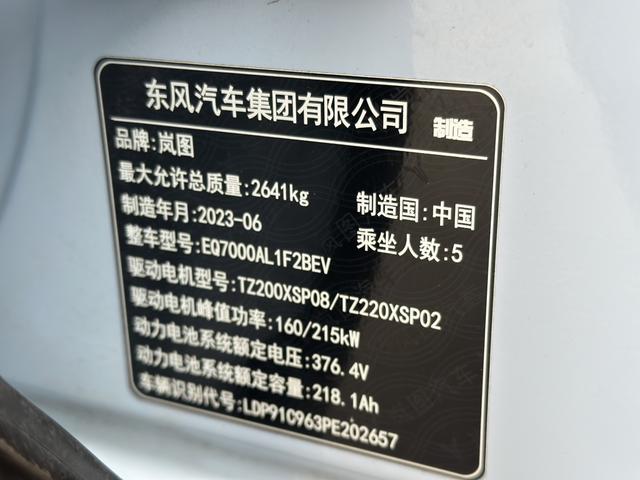 东风汽车集团有限公司 制造
品牌:岚图
最大允许总质量:2641kg 制造国:中国
制造年月:2023-06 乘坐人数:5
整车型号:EQ7000AL1F2BEV
驱动电机型号:TZ200XSP08/TZ220XSP02
驱动电机峰值功率:160/215kW
动力电池系统额定电压:376.4V
动力电池系统额定容量:218.1Ah
车辆识别代号:LDP91C963PE202657